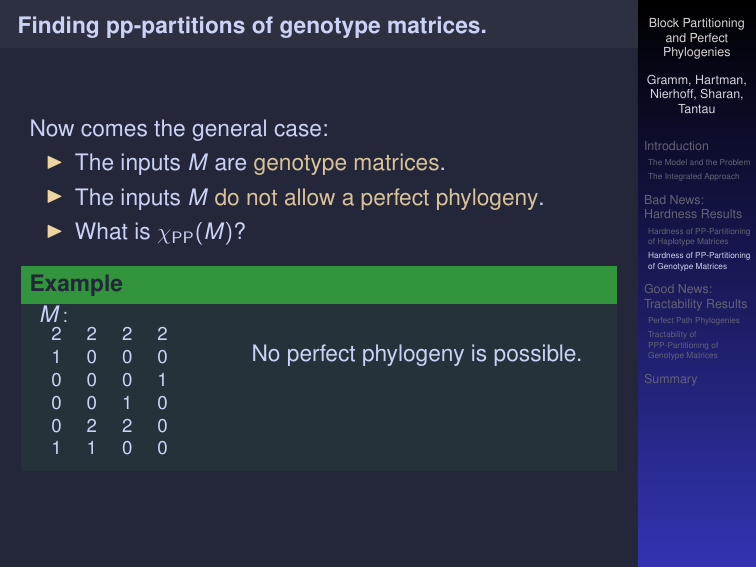 Finding pp-partitions of genotype matrices.
Now comes the general case:
▶ The inputs M are genotype matrices.
▶ The inputs M do not allow a perfect phylogeny.
▶ What is χPP(M)?
Example
M:
2 2 2 2
1 0 0 0
0 0 0 1
0 0 1 0
0 2 2 0
1 1 0 0
No perfect phylogeny is possible.
Block Partitioning
and Perfect
Phylogenies
Gramm, Hartman,
Nierhoff, Sharan,
Tantau
Introduction
The Model and the Problem
The Integrated Approach
Bad News:
Hardness Results
Hardness of PP-Partitioning
of Haplotype Matrices
Hardness of PP-Partitioning
of Genotype Matrices
Good News:
Tractability Results
Perfect Path Phylogenies
Tractability of
PPP-Partitioning of
Genotype Matrices
Summary